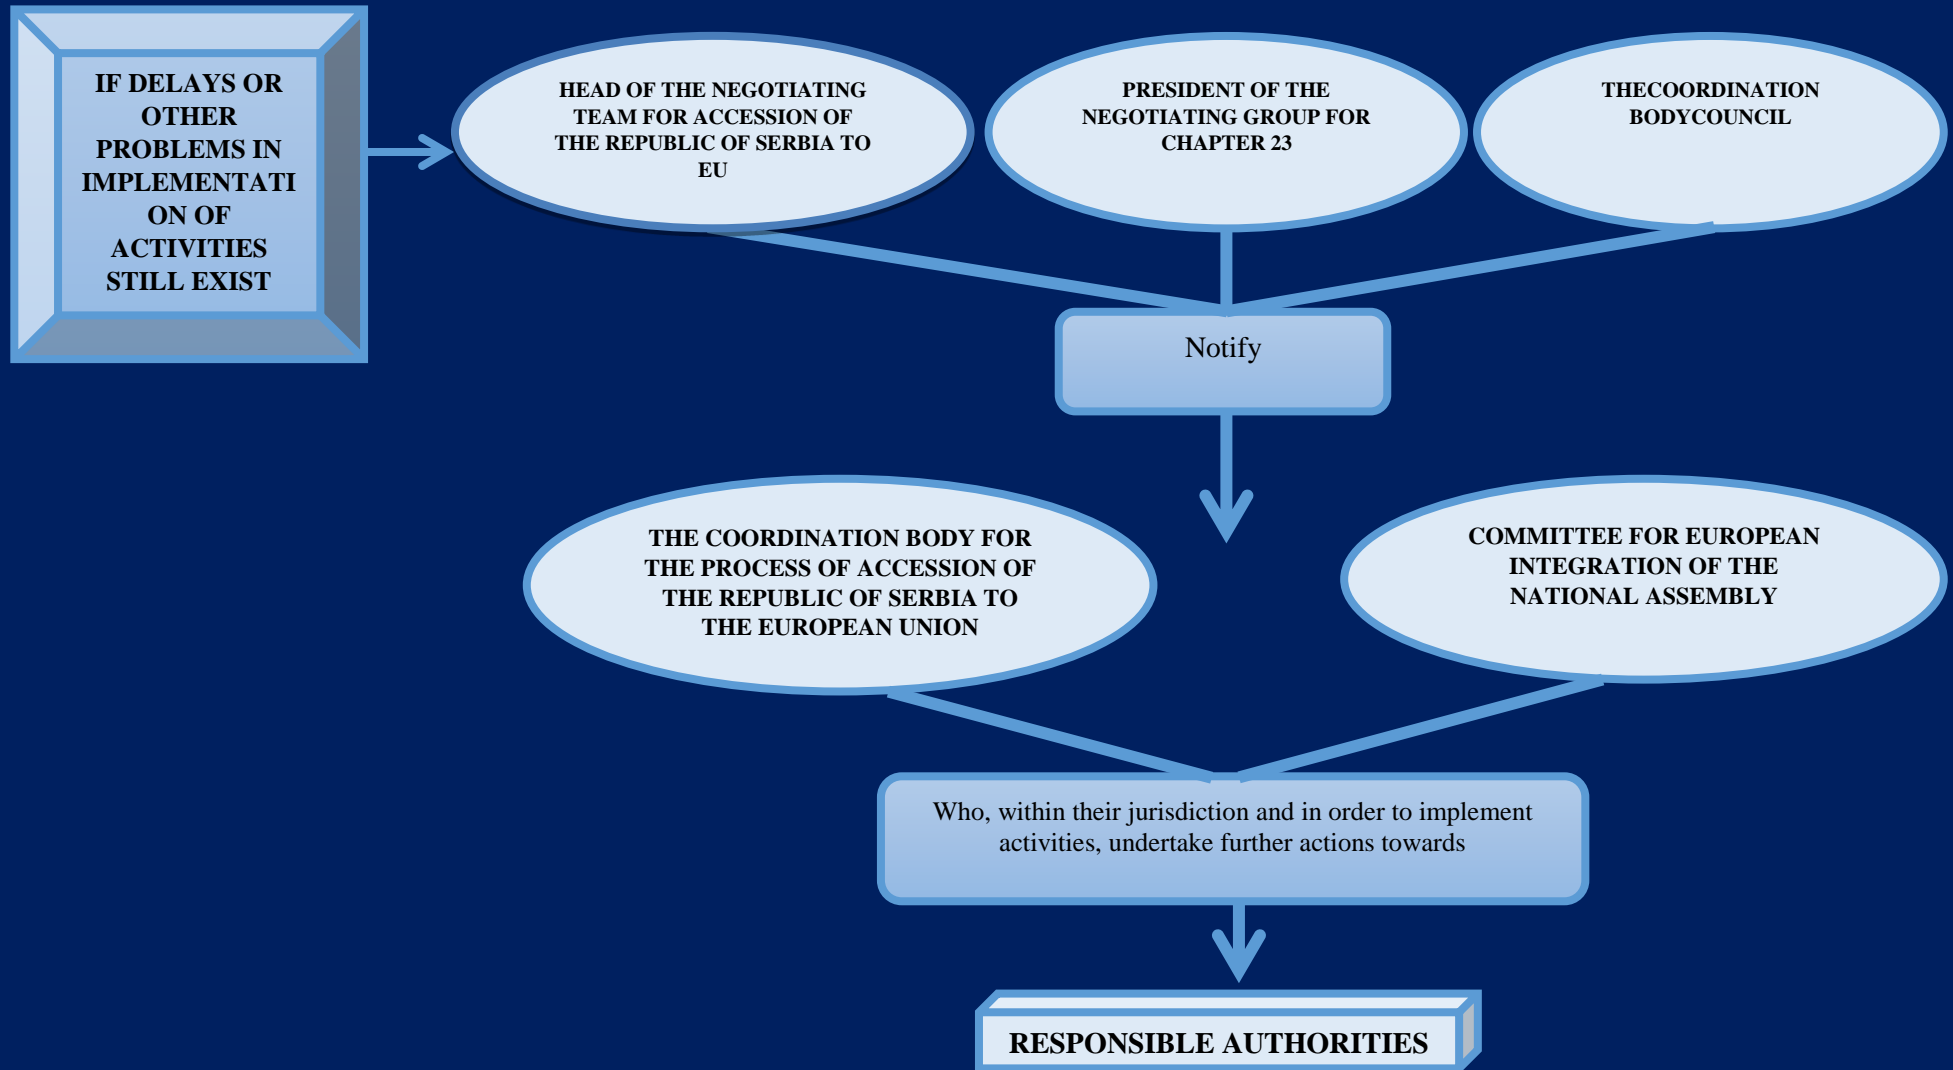 IF DELAYS OR
OTHER
PROBLEMS IN
IMPLEMENTATI
ON OF
ACTIVITIES
STILL EXIST
HEAD OF THE NEGOTIATING
TEAM FOR ACCESSION OF
THE REPUBLIC OF SERBIA TO
EU
PRESIDENT OF THE
NEGOTIATING GROUP FOR
CHAPTER 23
THECOORDINATION
BODYCOUNCIL
Notify
THE COORDINATION BODY FOR
THE PROCESS OF ACCESSION OF
THE REPUBLIC OF SERBIA TO
THE EUROPEAN UNION
COMMITTEE FOR EUROPEAN
INTEGRATION OF THE
NATIONAL ASSEMBLY
Who, within their jurisdiction and in order to implement
activities, undertake further actions towards
RESPONSIBLE AUTHORITIES